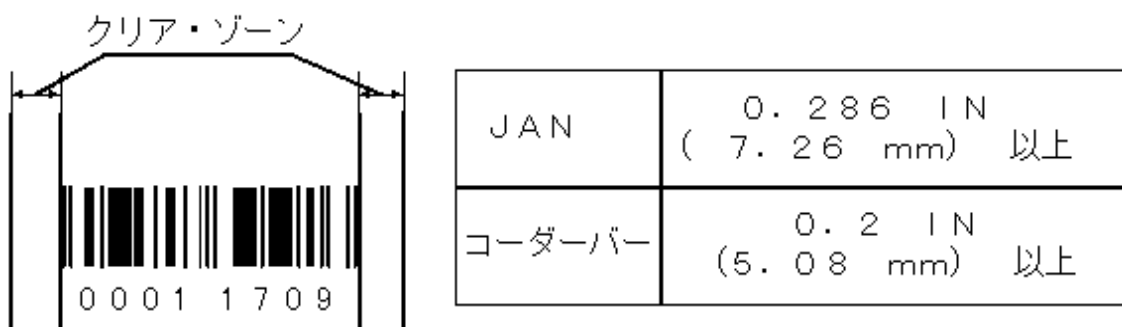 クリア・ゾーン
0001 1709
JAN
0.286 IN
( 7.26 mm) 以上
コーダーバー
0.2 IN
(5.08 mm) 以上